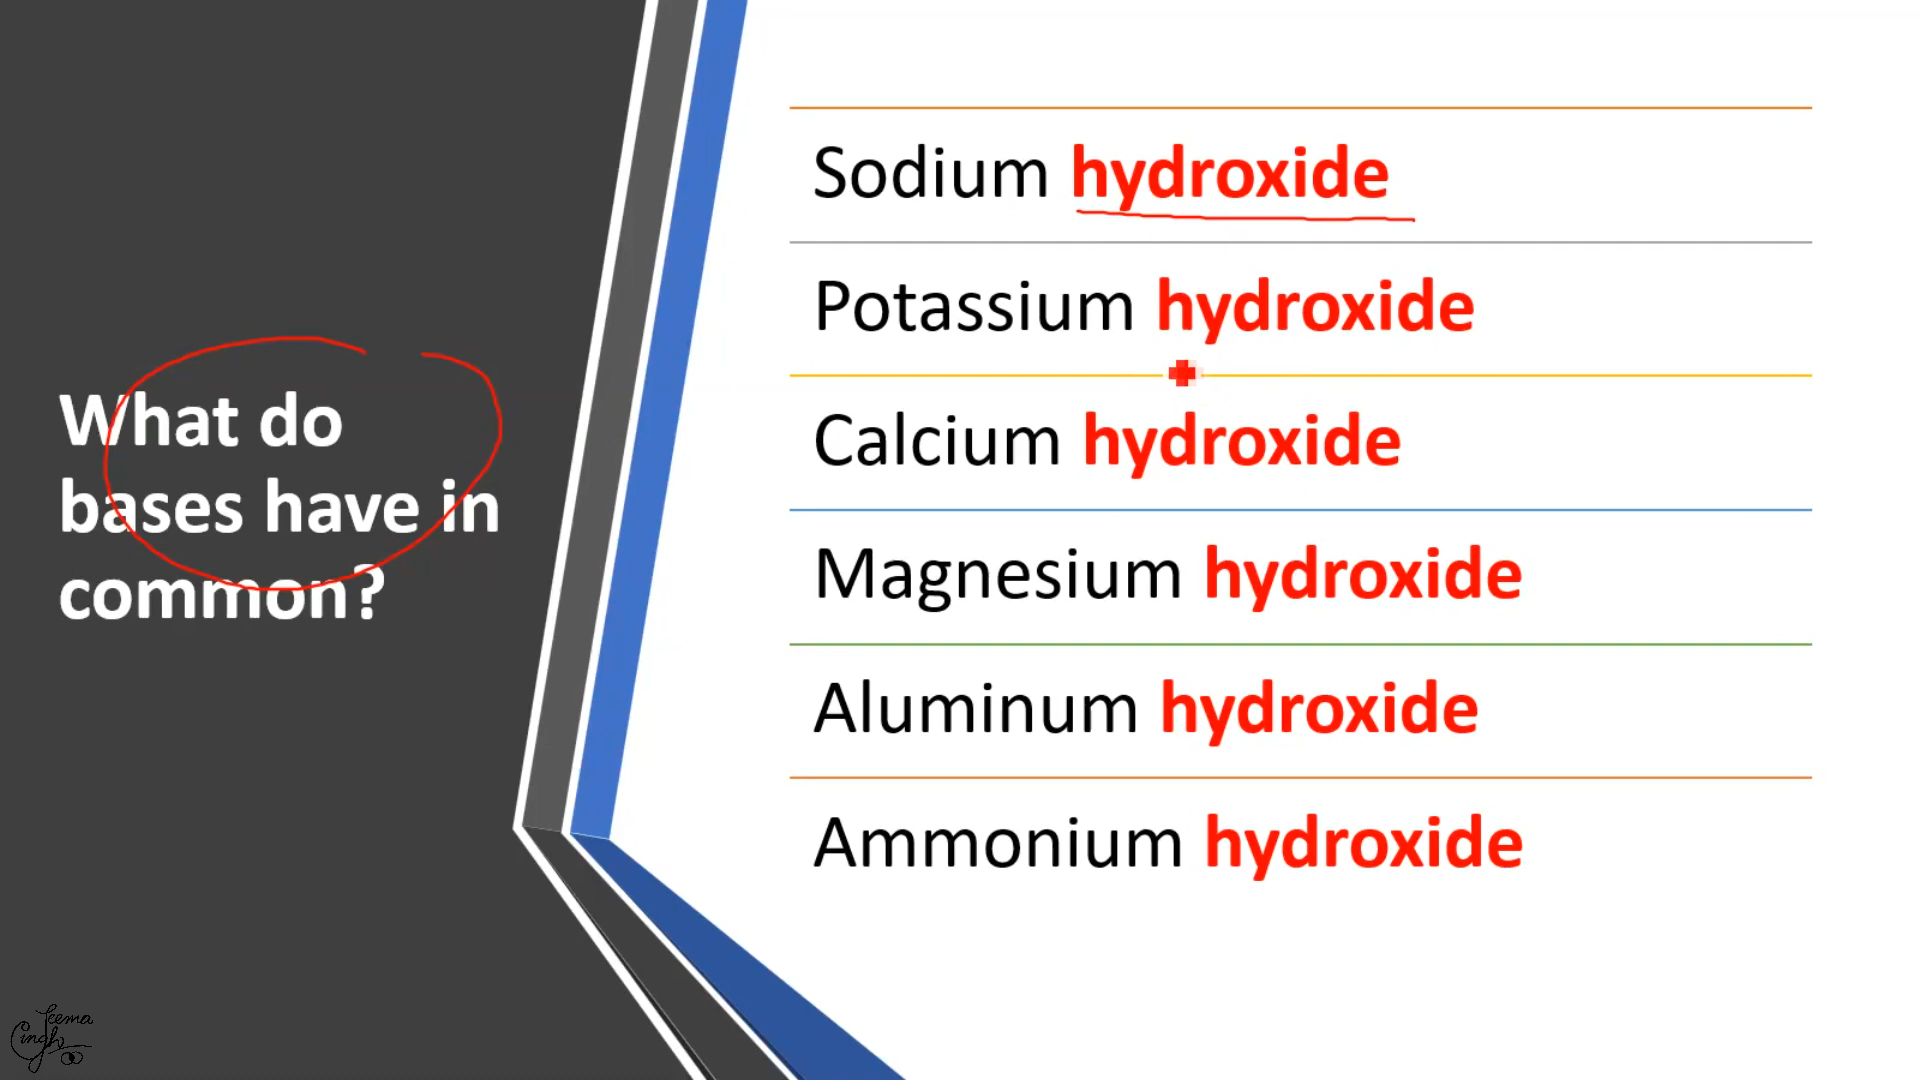 What do
bases have in
common?
Sodium hydroxide
Potassium hydroxide
Calcium hydroxide
Magnesium hydroxide
Aluminum hydroxide
Ammonium hydroxide